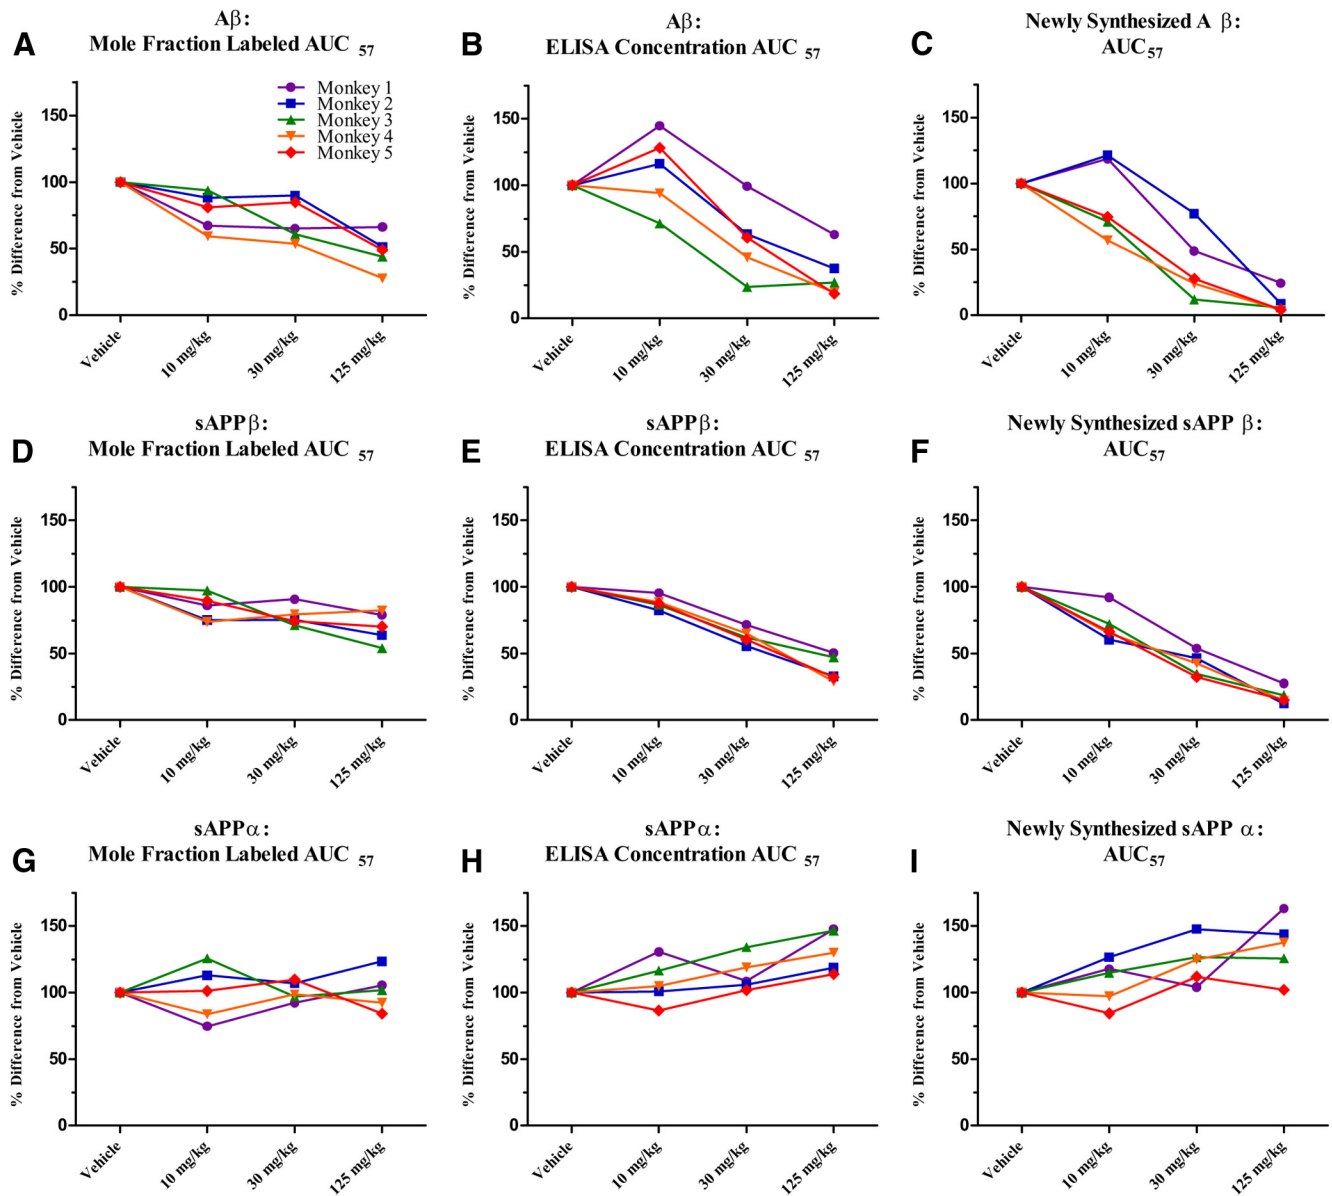 A
Aβ:
Mole Fraction Labeled AUC 57
% Difference from Vehicle
150
100
50
0
Monkey 1
Monkey 2
Monkey 3
Monkey 4
Monkey 5
Vehicle
10 mg/kg
30 mg/kg
125 mg/kg
B
Aβ:
ELISA Concentration AUC 57
% Difference from Vehicle
150
100
50
0
Vehicle
10 mg/kg
30 mg/kg
125 mg/kg
C
Newly Synthesized A β:
AUC57
% Difference from Vehicle
150
100
50
0
Vehicle
10 mg/kg
30 mg/kg
125 mg/kg
D
sAPPβ:
Mole Fraction Labeled AUC 57
% Difference from Vehicle
150
100
50
0
Vehicle
10 mg/kg
30 mg/kg
125 mg/kg
E
sAPPβ:
ELISA Concentration AUC 57
% Difference from Vehicle
150
100
50
0
Vehicle
10 mg/kg
30 mg/kg
125 mg/kg
F
Newly Synthesized sAPP β:
AUC57
% Difference from Vehicle
150
100
50
0
Vehicle
10 mg/kg
30 mg/kg
125 mg/kg
G
sAPPα:
Mole Fraction Labeled AUC 57
% Difference from Vehicle
150
100
50
0
Vehicle
10 mg/kg
30 mg/kg
125 mg/kg
H
sAPPα:
ELISA Concentration AUC 57
% Difference from Vehicle
150
100
50
0
Vehicle
10 mg/kg
30 mg/kg
125 mg/kg
I
Newly Synthesized sAPP α:
AUC57
% Difference from Vehicle
150
100
50
0
Vehicle
10 mg/kg
30 mg/kg
125 mg/kg